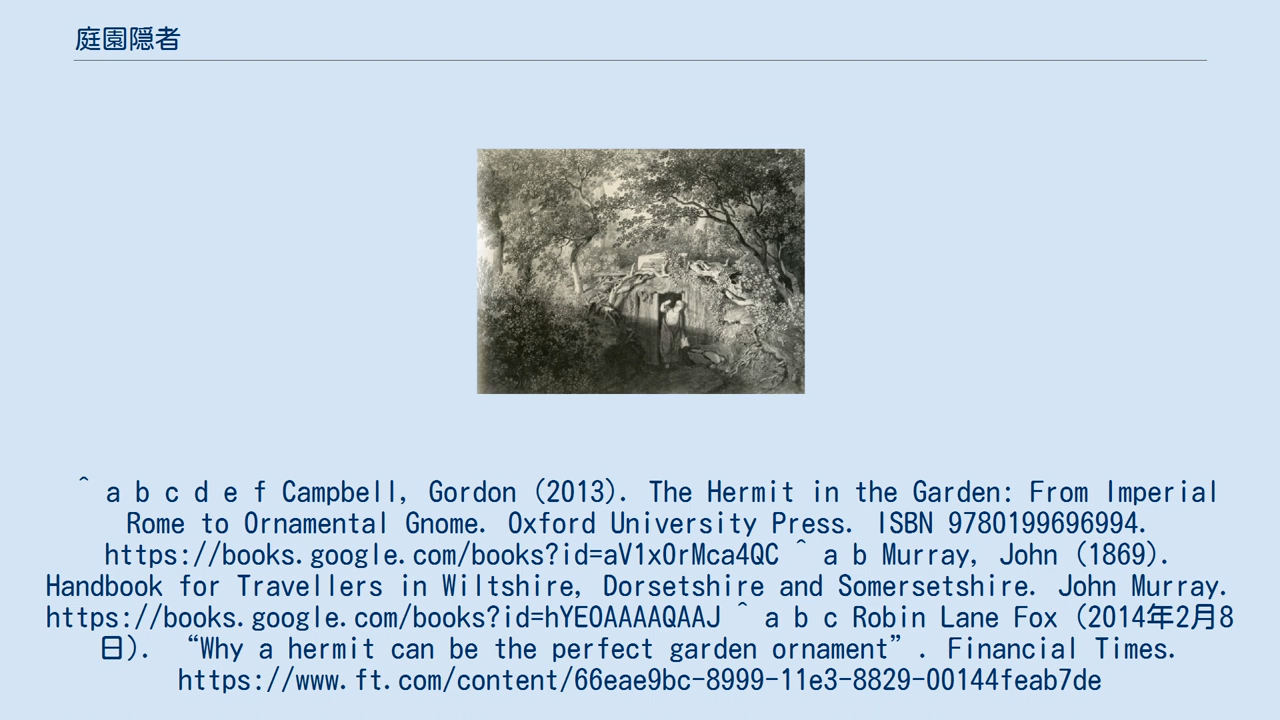 庭園隠者
^ a b c d e f Campbell, Gordon (2013). The Hermit in the Garden: From Imperial
Rome to Ornamental Gnome. Oxford University Press. ISBN 9780199696994.
https://books.google.com/books?id=aV1xOrMca4QC ^ a b Murray, John (1869).
Handbook for Travellers in Wiltshire, Dorsetshire and Somersetshire. John Murray.
https://books.google.com/books?id=hYEOAAAAQAAJ ^ a b c Robin Lane Fox (2014年2月8
日). “Why a hermit can be the perfect garden ornament”. Financial Times.
https://www.ft.com/content/66eae9bc-8999-11e3-8829-00144feab7de